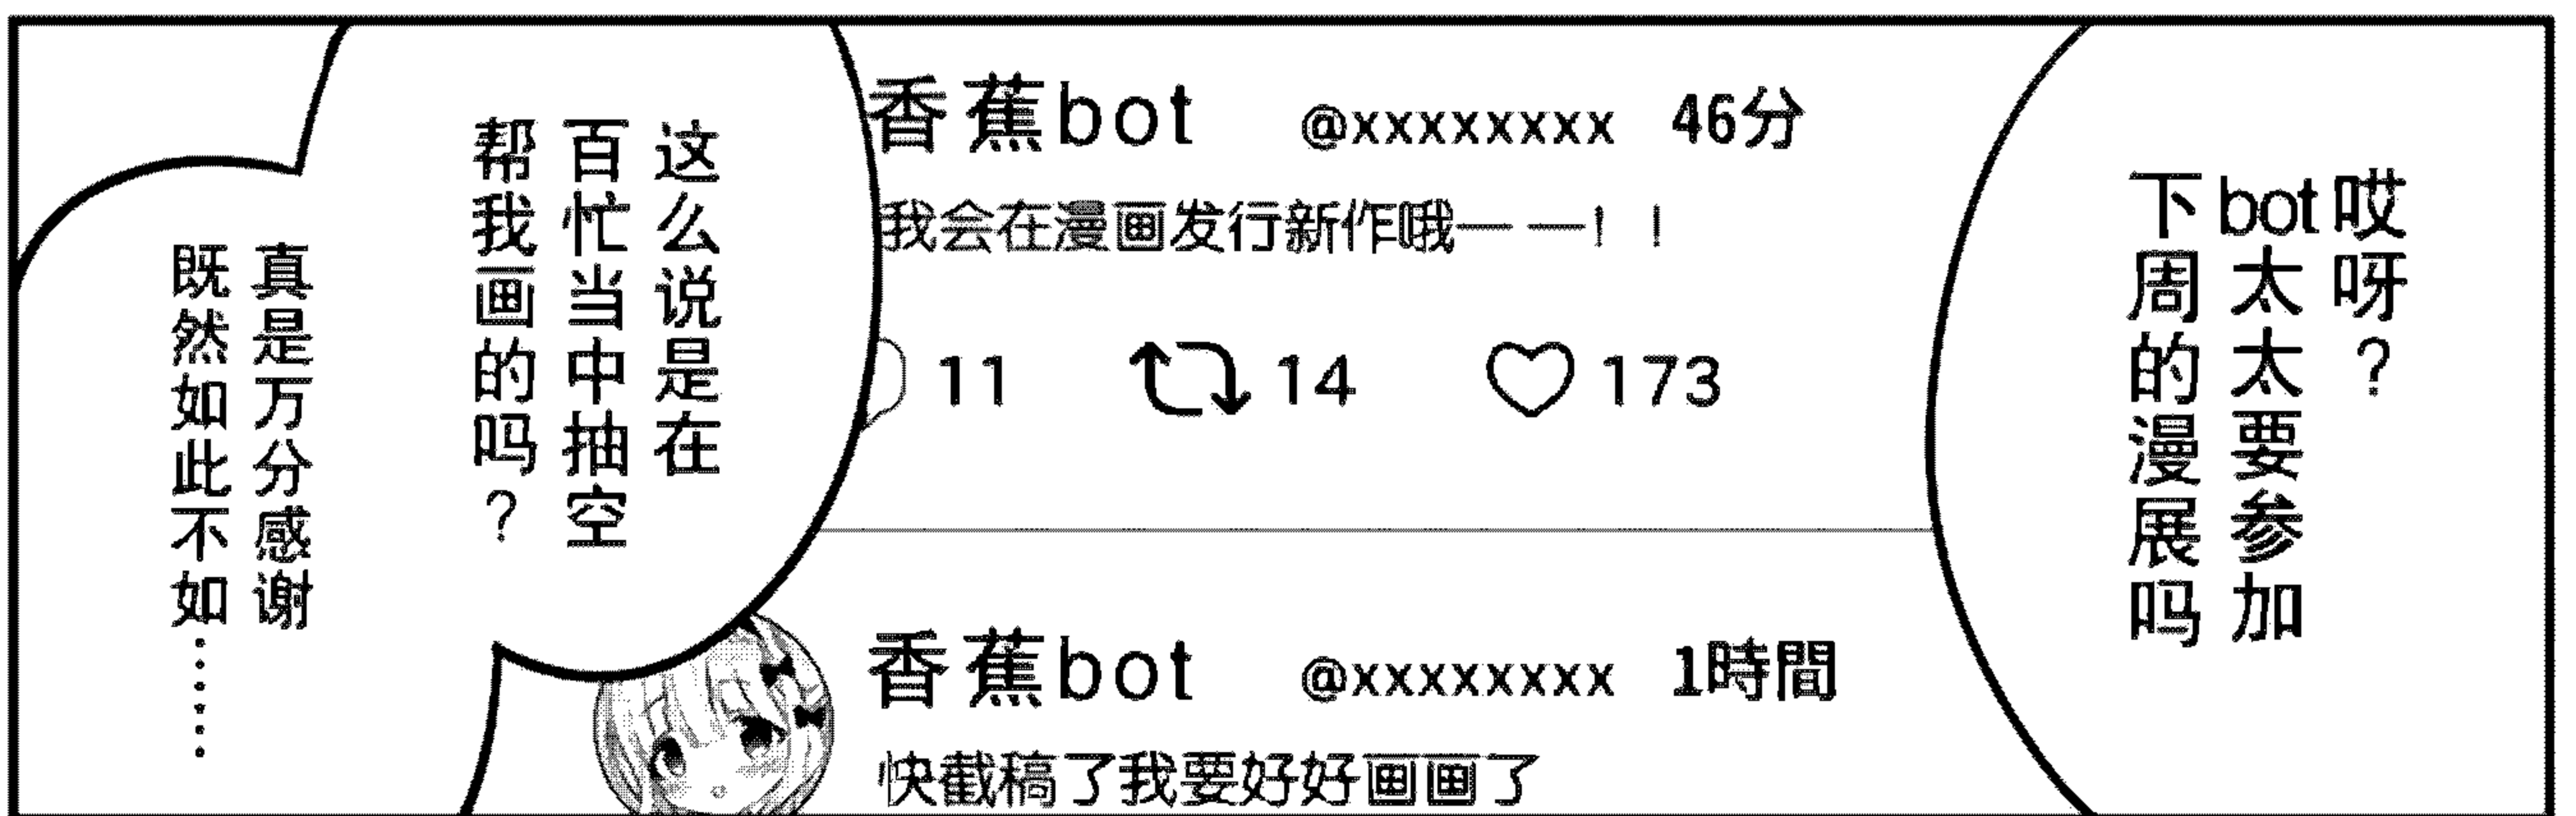 哎呀？
bot太太要参加
下周的漫展吗
香蕉bot @xxxxxxxx 46分
我会在漫画发行新作哦——！！
11 14 173
香蕉bot @xxxxxxxx 1時間
快截稿了我要好好画画了
这么说是在
百忙当中抽空
帮我画的吗？
真是万分感谢
既然如此不如……